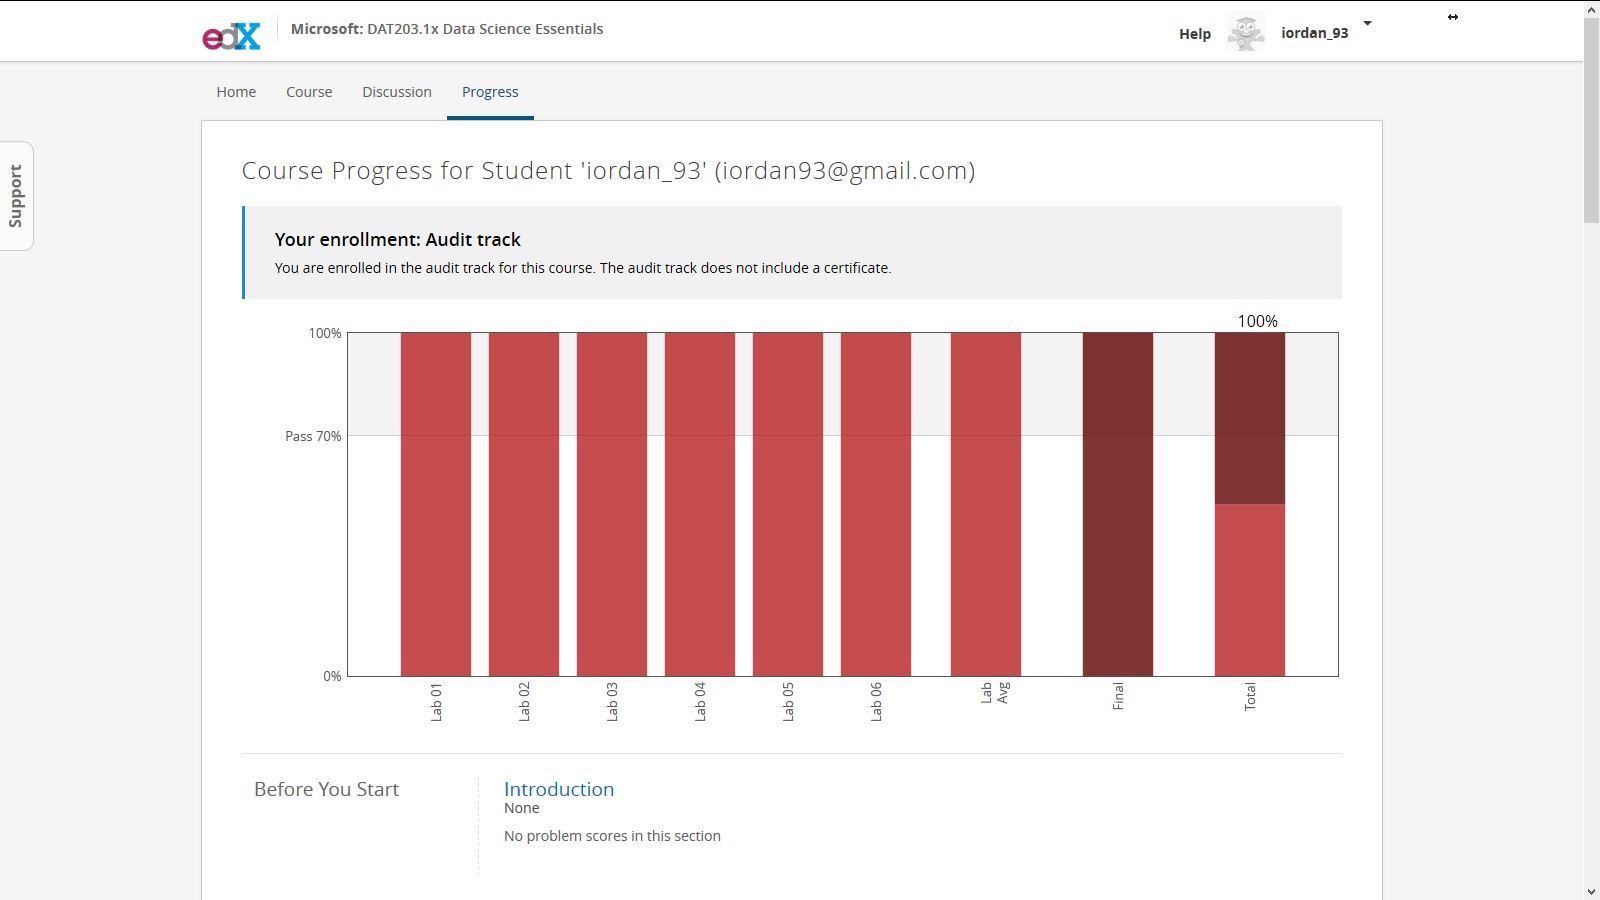 edX
Microsoft: DAT203.1x Data Science Essentials
Help
iordan_93
Home
Course
Discussion
Progress
Support
Course Progress for Student 'iordan_93' (iordan93@gmail.com)
Your enrollment: Audit track
You are enrolled in the audit track for this course. The audit track does not include a certificate.
100%
100%
Pass 70%
0%
Lab 01
Lab 02
Lab 03
Lab 04
Lab 05
Lab 06
Lab
Avg
Final
Total
Before You Start
Introduction
None
No problem scores in this section